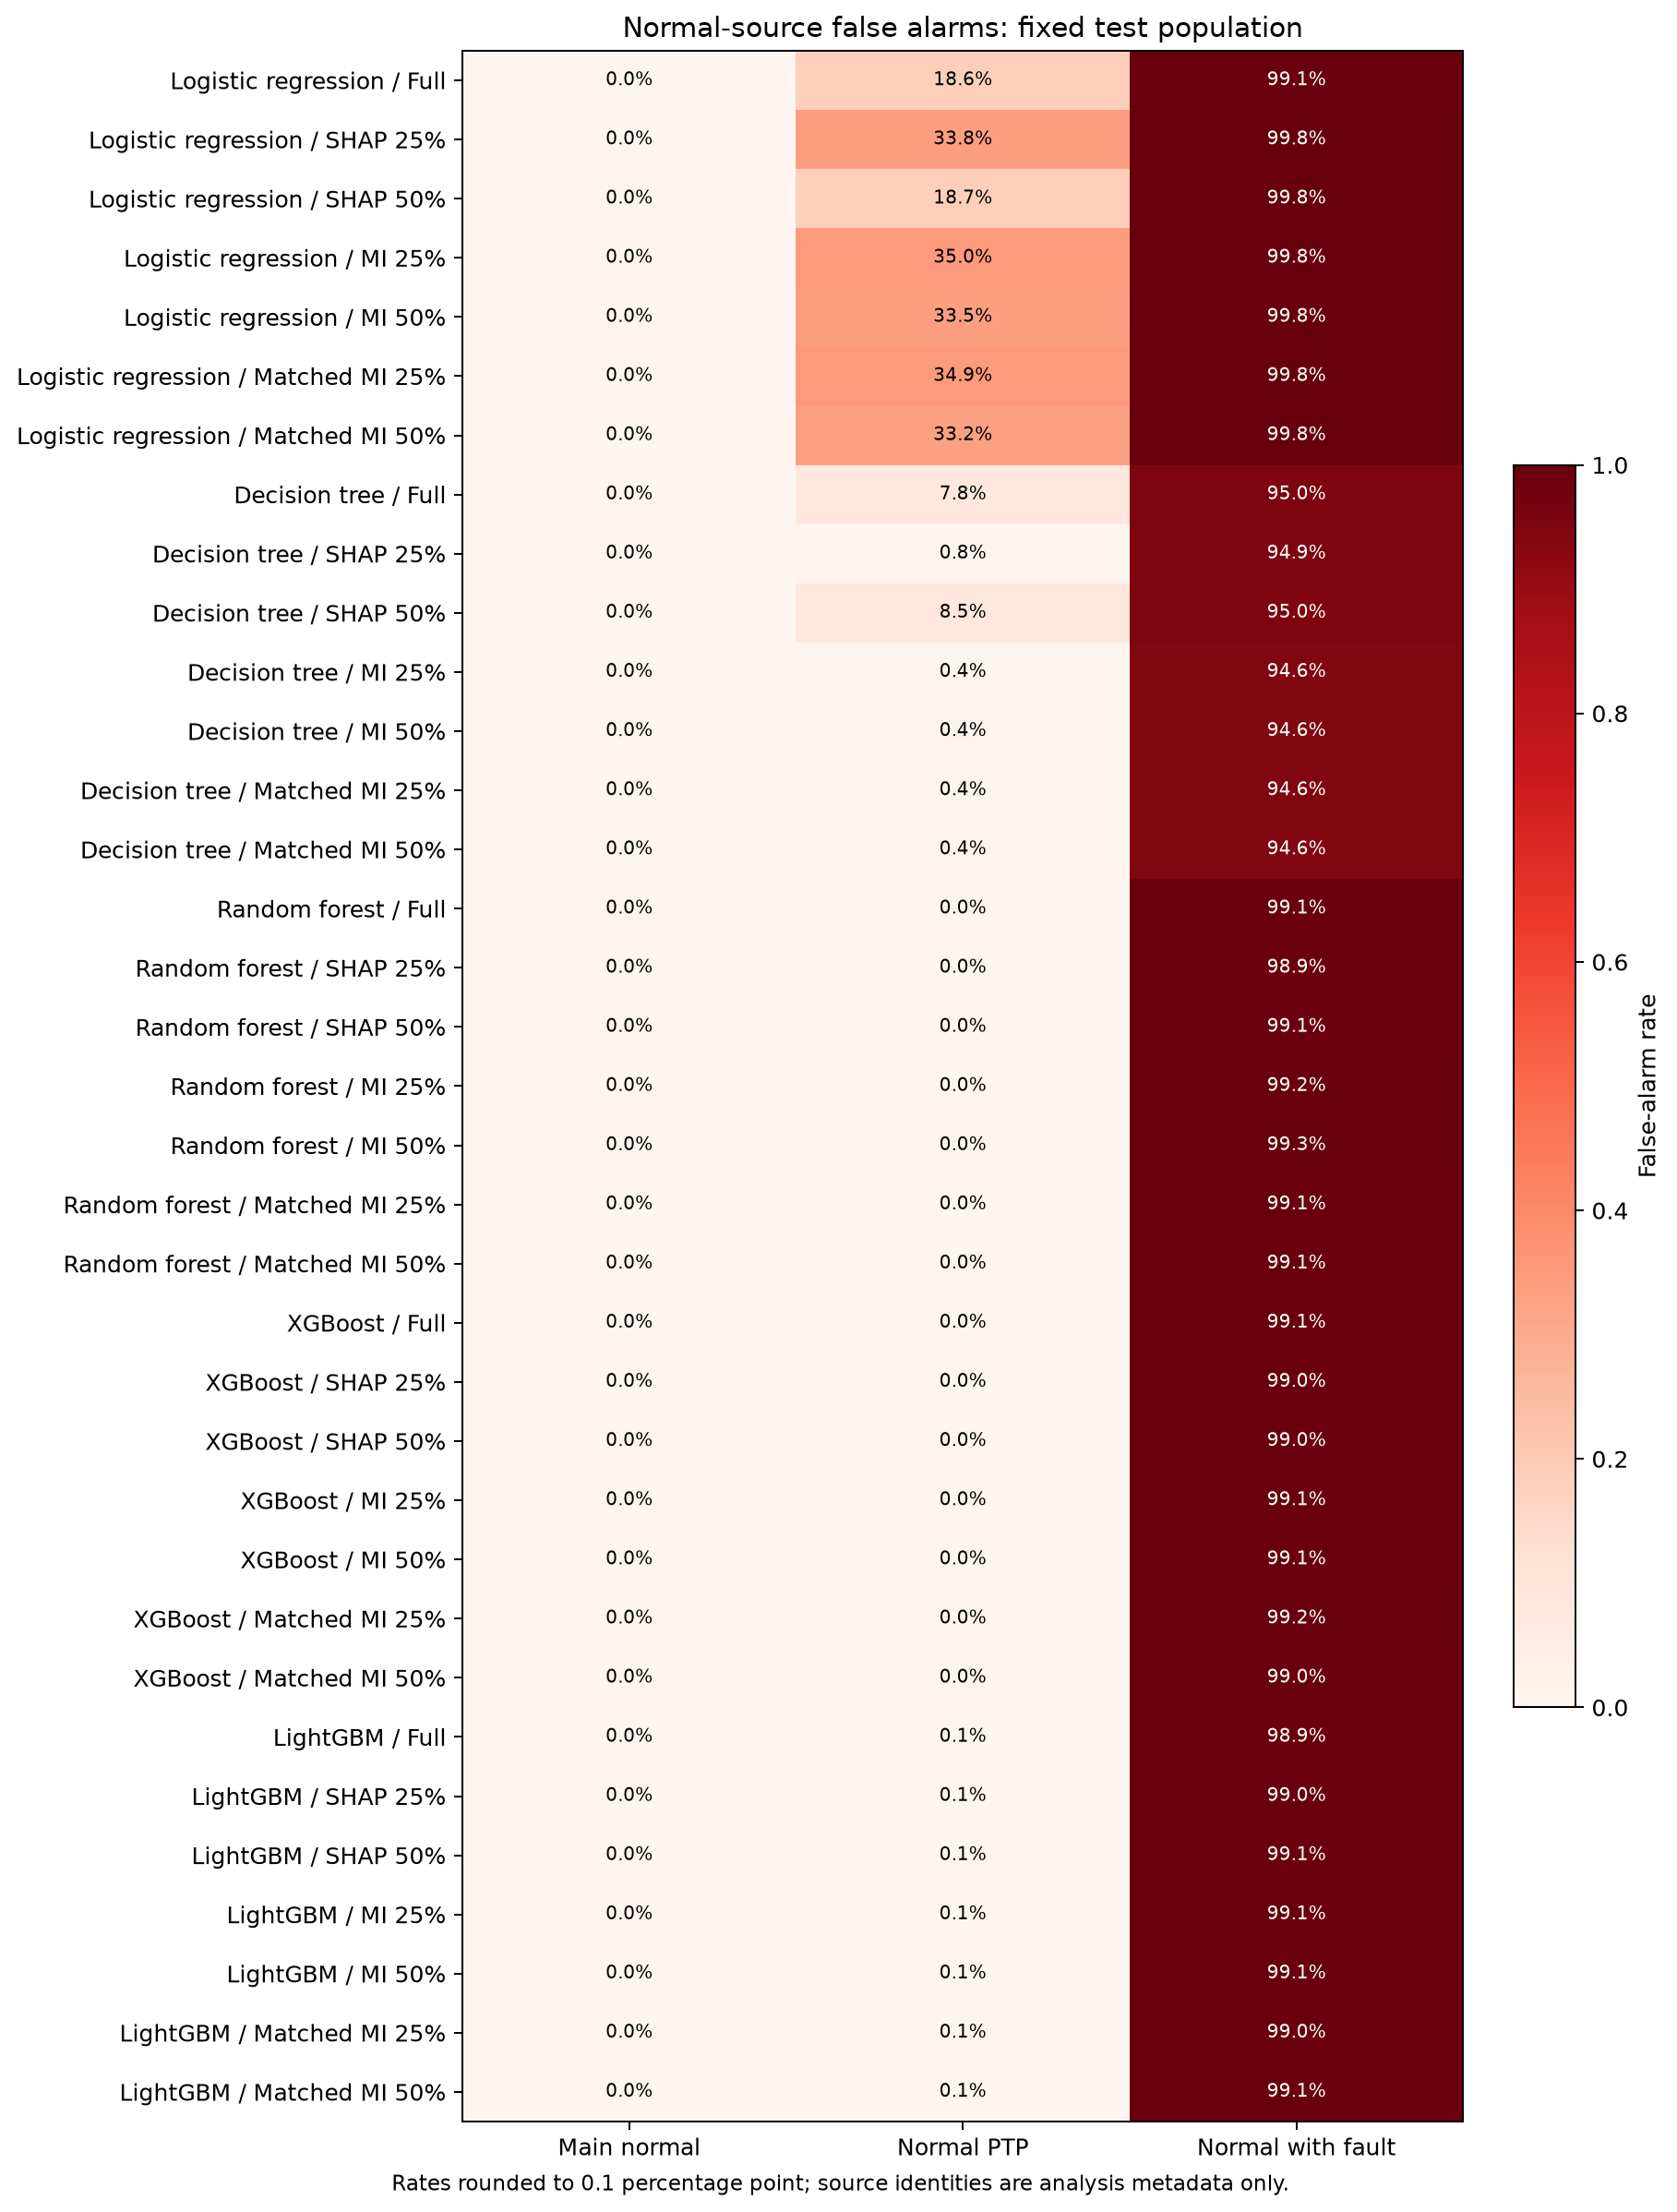 Normal-source false alarms: fixed test population
Logistic regression / Full 0.0% 18.6% 99.1%
Logistic regression / SHAP 25% 0.0% 33.8% 99.8%
Logistic regression / SHAP 50% 0.0% 18.7% 99.8%
Logistic regression / MI 25% 0.0% 35.0% 99.8%
Logistic regression / MI 50% 0.0% 33.5% 99.8%
Logistic regression / Matched MI 25% 0.0% 34.9% 99.8%
Logistic regression / Matched MI 50% 0.0% 33.2% 99.8%
Decision tree / Full 0.0% 7.8% 95.0%
Decision tree / SHAP 25% 0.0% 0.8% 94.9%
Decision tree / SHAP 50% 0.0% 8.5% 95.0%
Decision tree / MI 25% 0.0% 0.4% 94.6%
Decision tree / MI 50% 0.0% 0.4% 94.6%
Decision tree / Matched MI 25% 0.0% 0.4% 94.6%
Decision tree / Matched MI 50% 0.0% 0.4% 94.6%
Random forest / Full 0.0% 0.0% 99.1%
Random forest / SHAP 25% 0.0% 0.0% 98.9%
Random forest / SHAP 50% 0.0% 0.0% 99.1%
Random forest / MI 25% 0.0% 0.0% 99.2%
Random forest / MI 50% 0.0% 0.0% 99.3%
Random forest / Matched MI 25% 0.0% 0.0% 99.1%
Random forest / Matched MI 50% 0.0% 0.0% 99.1%
XGBoost / Full 0.0% 0.0% 99.1%
XGBoost / SHAP 25% 0.0% 0.0% 99.0%
XGBoost / SHAP 50% 0.0% 0.0% 99.0%
XGBoost / MI 25% 0.0% 0.0% 99.1%
XGBoost / MI 50% 0.0% 0.0% 99.1%
XGBoost / Matched MI 25% 0.0% 0.0% 99.2%
XGBoost / Matched MI 50% 0.0% 0.0% 99.0%
LightGBM / Full 0.0% 0.1% 98.9%
LightGBM / SHAP 25% 0.0% 0.1% 99.0%
LightGBM / SHAP 50% 0.0% 0.1% 99.1%
LightGBM / MI 25% 0.0% 0.1% 99.1%
LightGBM / MI 50% 0.0% 0.1% 99.1%
LightGBM / Matched MI 25% 0.0% 0.1% 99.0%
LightGBM / Matched MI 50% 0.0% 0.1% 99.1%
Main normal Normal PTP Normal with fault
Rates rounded to 0.1 percentage point; source identities are analysis metadata only.
1.0
0.8
0.6
0.4
0.2
0.0
False-alarm rate